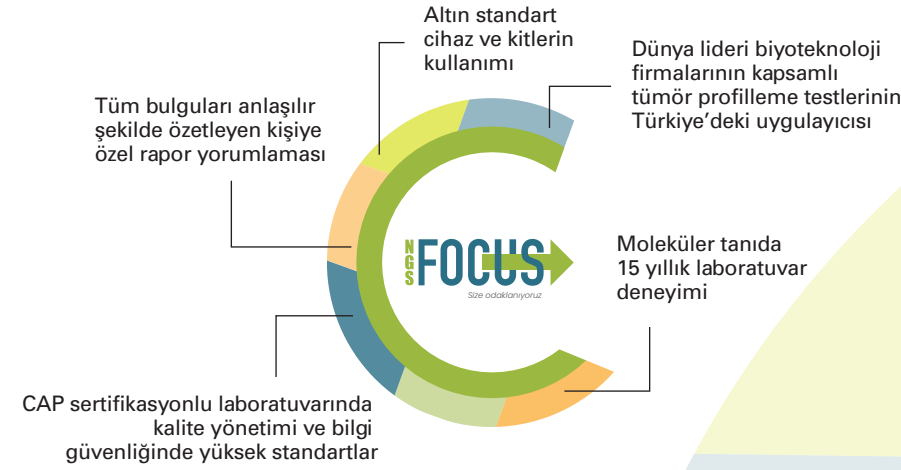 Altın standart
cihaz ve kitlerin
kullanımı
Dünya lideri biyoteknoloji
firmalarının kapsamlı
tümör profilleme testlerinin
Türkiye’deki uygulayıcısı
Tüm bulguları anlaşılır
şekilde özetleyen kişiye
özel rapor yorumlaması
NGS FOCUS
Size odaklanıyoruz
Moleküler tanıda
15 yıllık laboratuvar
deneyimi
CAP sertifikasyonlu laboratuvarında
kalite yönetimi ve bilgi
güvenliğinde yüksek standartlar